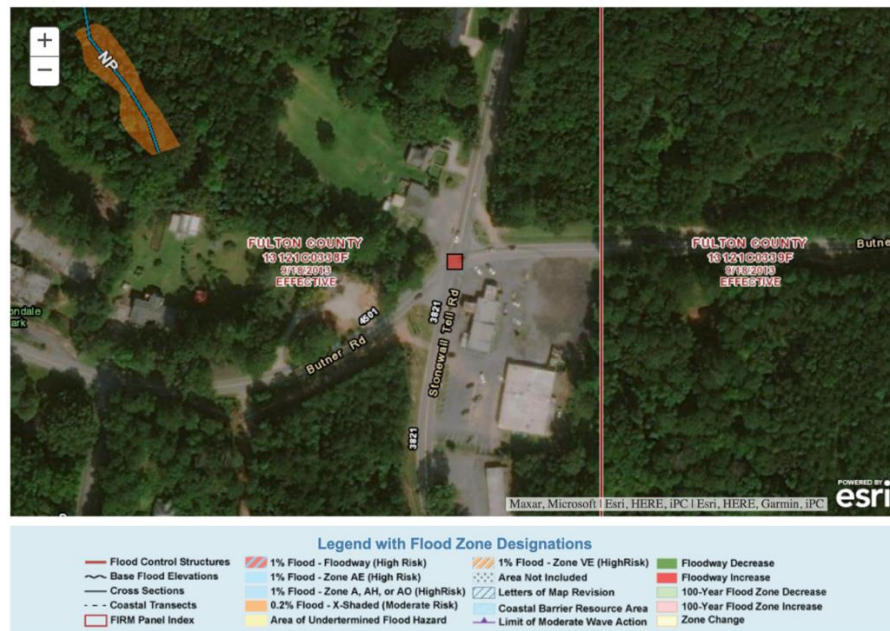 +
−
NP
FULTON COUNTY
13121C0338F
9/18/2013
EFFECTIVE
FULTON COUNTY
13121C0339F
9/18/2013
EFFECTIVE
Butner Rd
4501
3821
Stonewall Tell Rd
3821
Butne
ondale
ark
Maxar, Microsoft | Esri, HERE, iPC | Esri, HERE, Garmin, iPC
POWERED BY
esri
Legend with Flood Zone Designations
Flood Control Structures
Base Flood Elevations
Cross Sections
Coastal Transects
FIRM Panel Index
1% Flood - Floodway (High Risk)
1% Flood - Zone AE (High Risk)
1% Flood - Zone A, AH, or AO (HighRisk)
0.2% Flood - X-Shaded (Moderate Risk)
Area of Undertermined Flood Hazard
1% Flood - Zone VE (HighRisk)
Area Not Included
Letters of Map Revision
Coastal Barrier Resource Area
Limit of Moderate Wave Action
Floodway Decrease
Floodway Increase
100-Year Flood Zone Decrease
100-Year Flood Zone Increase
Zone Change